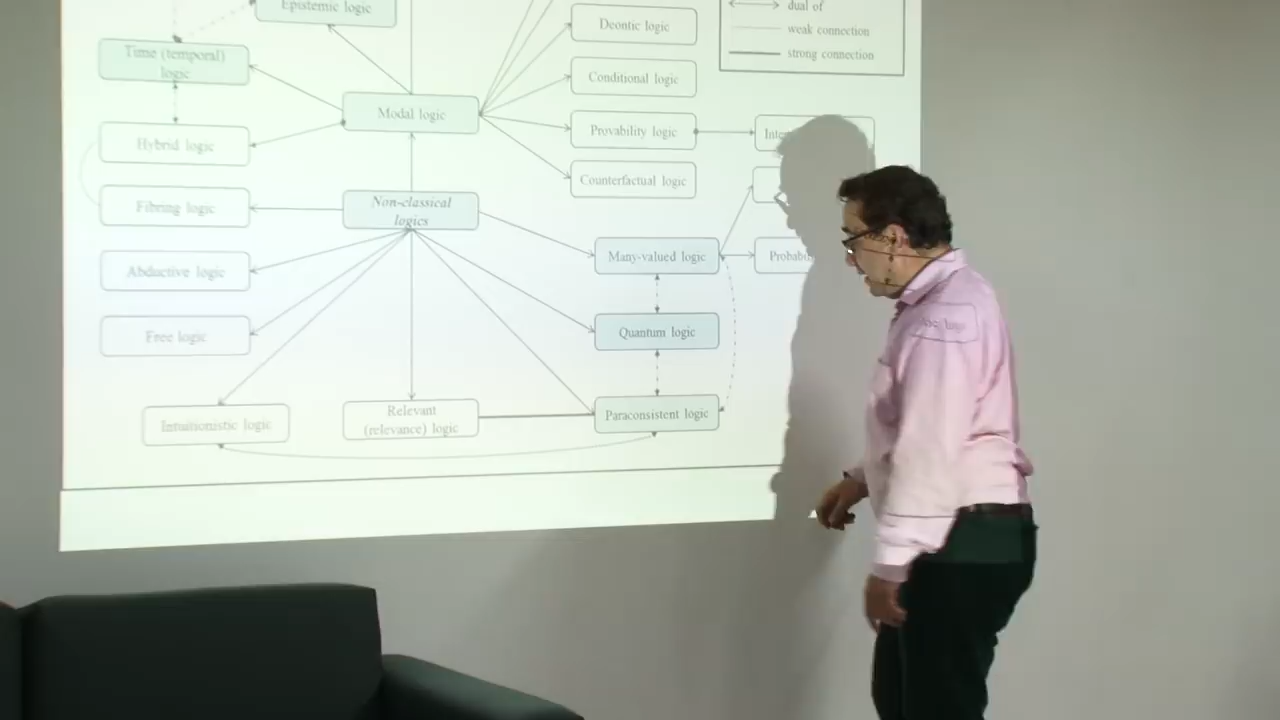 Epistemic logic
Time (temporal)
logic
Hybrid logic
Fibring logic
Abductive logic
Free logic
Intuitionistic logic
Modal logic
Non-classical
logics
Relevant
(relevance) logic
Deontic logic
Conditional logic
Provability logic
Counterfactual logic
Many-valued logic
Quantum logic
Paraconsistent logic
dual of
weak connection
strong connection